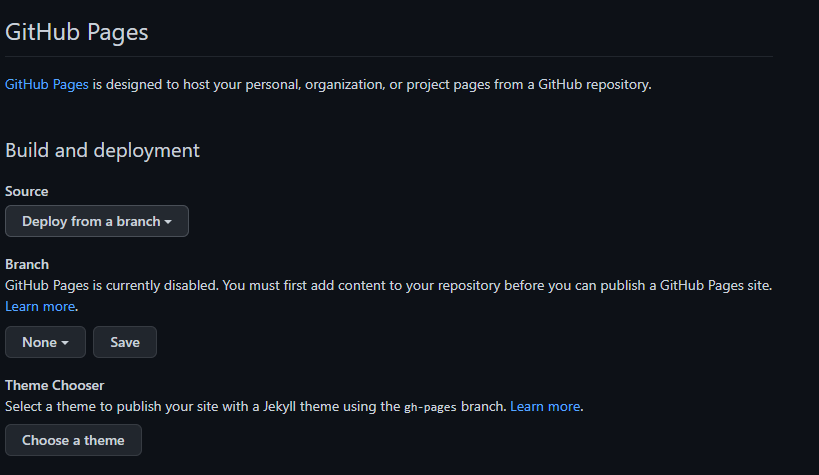 GitHub Pages
GitHub Pages is designed to host your personal, organization, or project pages from a GitHub repository.
Build and deployment
Source
Deploy from a branch
Branch
GitHub Pages is currently disabled. You must first add content to your repository before you can publish a GitHub Pages site.
Learn more.
None Save
Theme Chooser
Select a theme to publish your site with a Jekyll theme using the gh-pages branch. Learn more.
Choose a theme